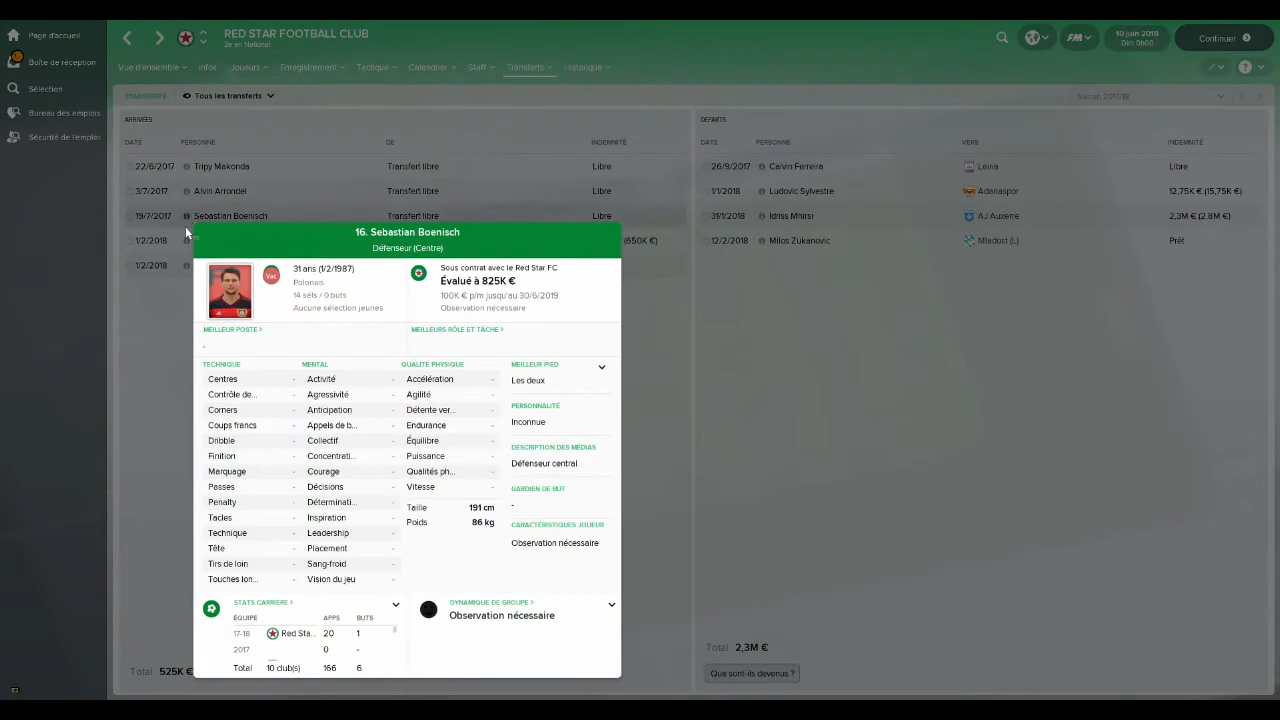 Page d'accueil
Boîte de réception
Sélection
Bureau des emplois
Sécurité de l'emploi
RED STAR FOOTBALL CLUB
2e en National
FM
10 juin 2018
Dim 0h00
Continuer
Vue d'ensemble Infos Joueurs Enregistrement Tactique Calendrier Staff Transferts Historique
TRANSFERTS Tous les transferts Saison 2017/18
ARRIVÉES
DATE PERSONNE DE INDEMNITÉ
22/6/2017 Tripy Makonda Transfert libre Libre
3/7/2017 Alvin Arrondel Transfert libre Libre
19/7/2017 Sebastian Boenisch Transfert libre Libre
1/2/2018 (650K €)
1/2/2018
Total 525K €
DÉPARTS
DATE PERSONNE VERS INDEMNITÉ
26/9/2017 Calvin Ferreira Leiria Libre
1/1/2018 Ludovic Sylvestre Adanaspor 12,75K € (15,75K €)
31/1/2018 Idriss Mhirsi AJ Auxerre 2,3M € (2,8M €)
12/2/2018 Milos Zukanovic Mladost (L) Prêt
Total 2,3M €
Que sont-ils devenus ?
16. Sebastian Boenisch
Défenseur (Centre)
Vac
31 ans (1/2/1987)
Polonais
14 séls / 0 buts
Aucune sélection jeunes
Sous contrat avec le Red Star FC
Évalué à 825K €
100K € p/m jusqu'au 30/6/2019
Observation nécessaire
MEILLEUR POSTE >
-
MEILLEURS RÔLE ET TÂCHE >
TECHNIQUE MENTAL QUALITÉ PHYSIQUE
Centres - Activité - Accélération -
Contrôle de... - Agressivité - Agilité -
Corners - Anticipation - Détente ver... -
Coups francs - Appels de b... - Endurance -
Dribble - Collectif - Équilibre -
Finition - Concentrati... - Puissance -
Marquage - Courage - Qualités ph... -
Passes - Décisions - Vitesse -
Penalty - Déterminati... -
Tacles - Inspiration -
Technique - Leadership -
Tête - Placement -
Tirs de loin - Sang-froid -
Touches lon... - Vision du jeu -
Taille 191 cm
Poids 86 kg
MEILLEUR PIED
Les deux
PERSONNALITÉ
Inconnue
DESCRIPTION DES MÉDIAS
Défenseur central
GARDIEN DE BUT
-
CARACTÉRISTIQUES JOUEUR
Observation nécessaire
STATS CARRIÈRE >
ÉQUIPE APPS BUTS
17-18 Red Sta... 20 1
2017 0 -
Total 10 club(s) 166 6
DYNAMIQUE DE GROUPE >
Observation nécessaire